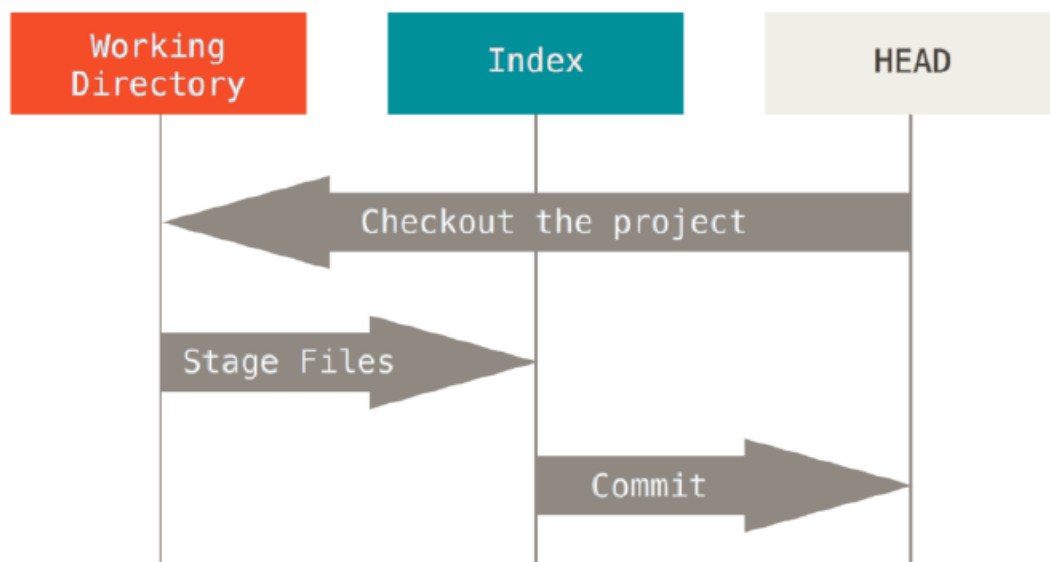 Working
Directory
Index
HEAD
Checkout the project
Stage Files
Commit